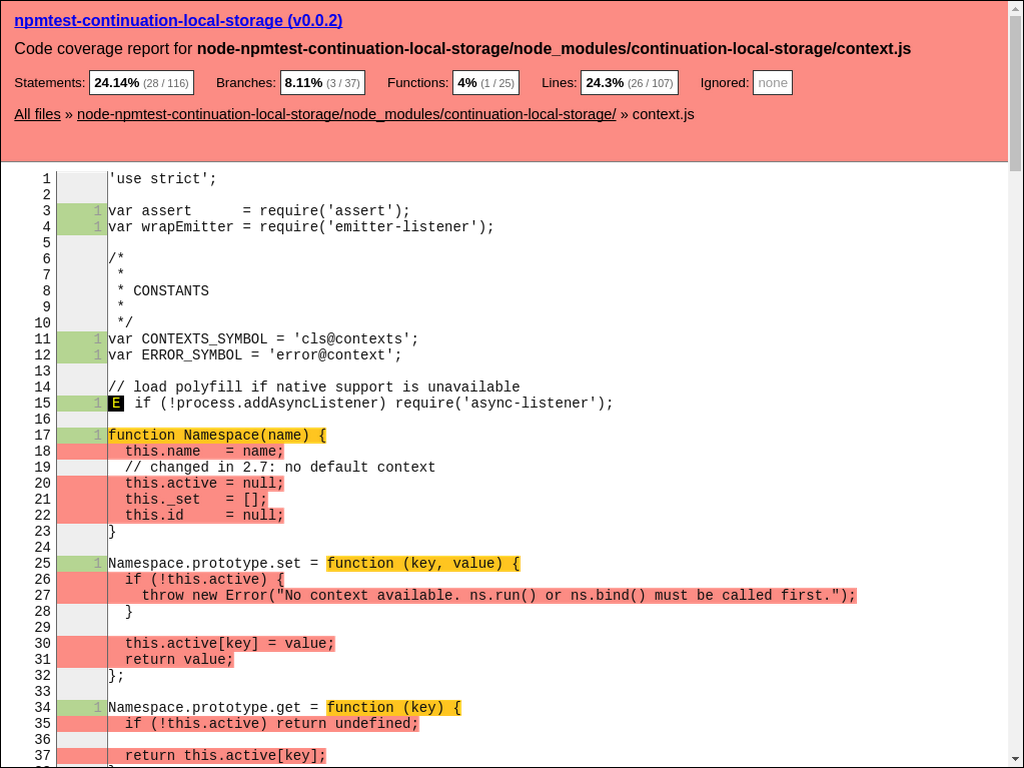 npmtest-continuation-local-storage (v0.0.2)
Code coverage report for node-npmtest-continuation-local-storage/node_modules/continuation-local-storage/context.js
Statements: 24.14% (28 / 116) Branches: 8.11% (3 / 37) Functions: 4% (1 / 25) Lines: 24.3% (26 / 107) Ignored: none
All files » node-npmtest-continuation-local-storage/node_modules/continuation-local-storage/ » context.js
1 'use strict';
2
3 1 var assert      = require('assert');
4 1 var wrapEmitter = require('emitter-listener');
5
6 /*
7  *
8  * CONSTANTS
9  *
10  */
11 1 var CONTEXTS_SYMBOL = 'cls@contexts';
12 1 var ERROR_SYMBOL = 'error@context';
13
14 // load polyfill if native support is unavailable
15 1 E if (!process.addAsyncListener) require('async-listener');
16
17 1 function Namespace(name) {
18   this.name   = name;
19   // changed in 2.7: no default context
20   this.active = null;
21   this._set   = [];
22   this.id     = null;
23 }
24
25 1 Namespace.prototype.set = function (key, value) {
26   if (!this.active) {
27     throw new Error("No context available. ns.run() or ns.bind() must be called first.");
28   }
29
30   this.active[key] = value;
31   return value;
32 };
33
34 1 Namespace.prototype.get = function (key) {
35   if (!this.active) return undefined;
36
37   return this.active[key];